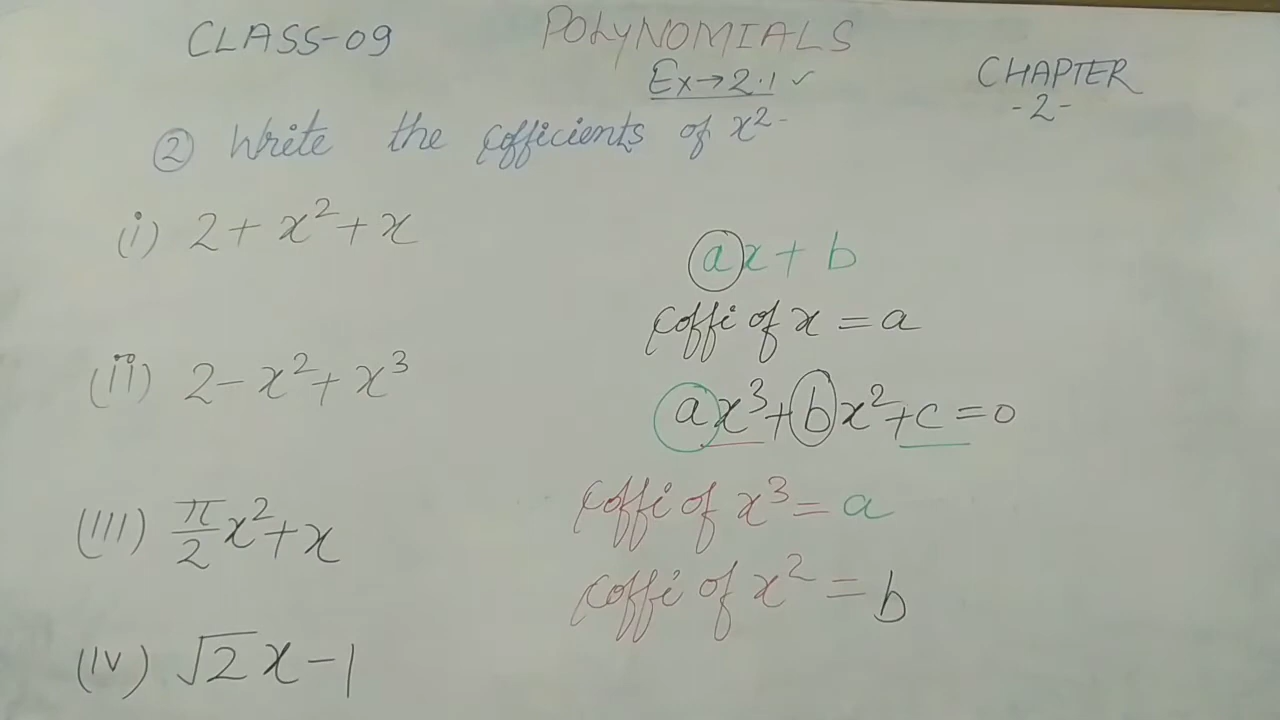 CLASS-09
POLYNOMIALS
Ex→2.1 ✓
CHAPTER
-2-
② Write the cofficients of x²-
(i) 2 + x² + x
(ii) 2 - x² + x³
(III) π/2 x² + x
(IV) √2x - 1
ax + b
coffi of x = a
ax³ + bx² + c = 0
coffi of x³ = a
coffi of x² = b